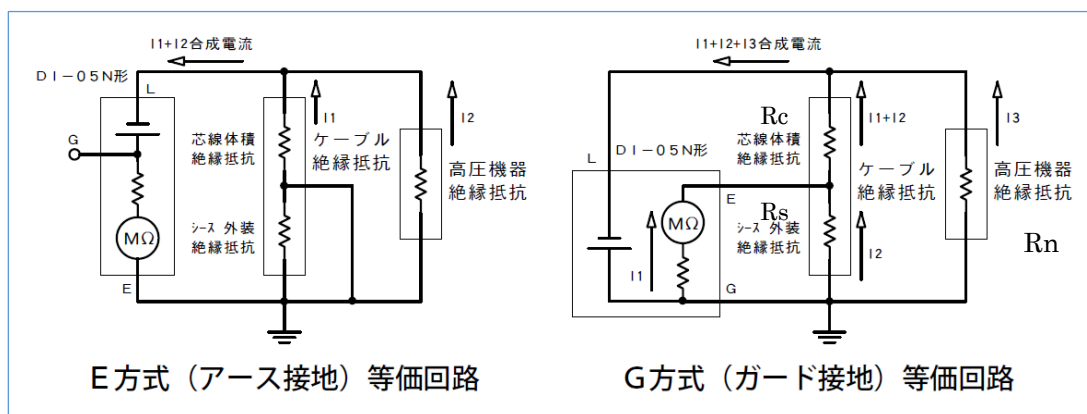 I1+I2合成電流
DI-05N形
L
G
MΩ
E
芯線体積
絶縁抵抗
I1
ケーブル
絶縁抵抗
シース 外装
絶縁抵抗
I2
高圧機器
絶縁抵抗
E方式（アース接地）等価回路
I1+I2+I3合成電流
DI-05N形
L
E
MΩ
I1
G
Rc
芯線体積
絶縁抵抗
I1+I2
ケーブル
絶縁抵抗
Rs
シース 外装
絶縁抵抗
I2
I3
高圧機器
絶縁抵抗
Rn
G方式（ガード接地）等価回路